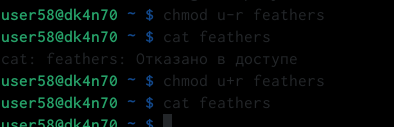 user58@dk4n70 ~ $ chmod u-r feathers
user58@dk4n70 ~ $ cat feathers
cat: feathers: Отказано в доступе
user58@dk4n70 ~ $ chmod u+r feathers
user58@dk4n70 ~ $ cat feathers
user58@dk4n70 ~ $